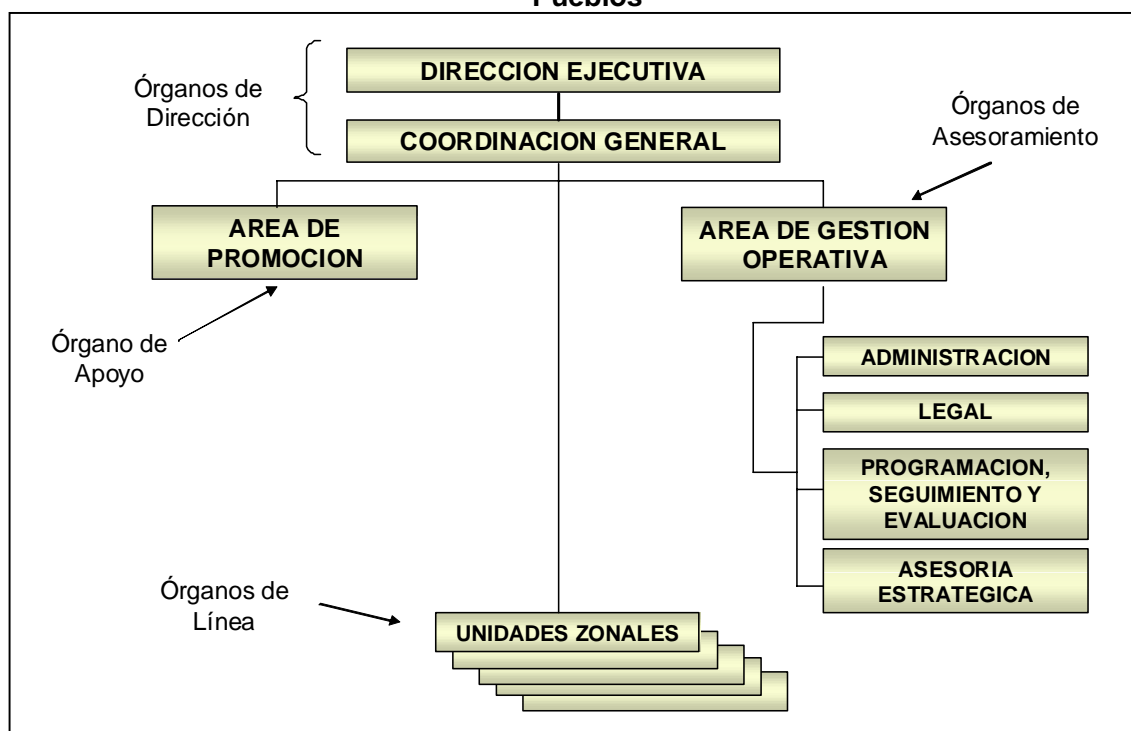 Pueblos
DIRECCION EJECUTIVA
Órganos de
Dirección
COORDINACION GENERAL
Órganos de
Asesoramiento
AREA DE
PROMOCION
AREA DE GESTION
OPERATIVA
Órgano de
Apoyo
ADMINISTRACION
LEGAL
PROGRAMACION,
SEGUIMIENTO Y
EVALUACION
ASESORIA
ESTRATEGICA
Órganos de
Línea
UNIDADES ZONALES